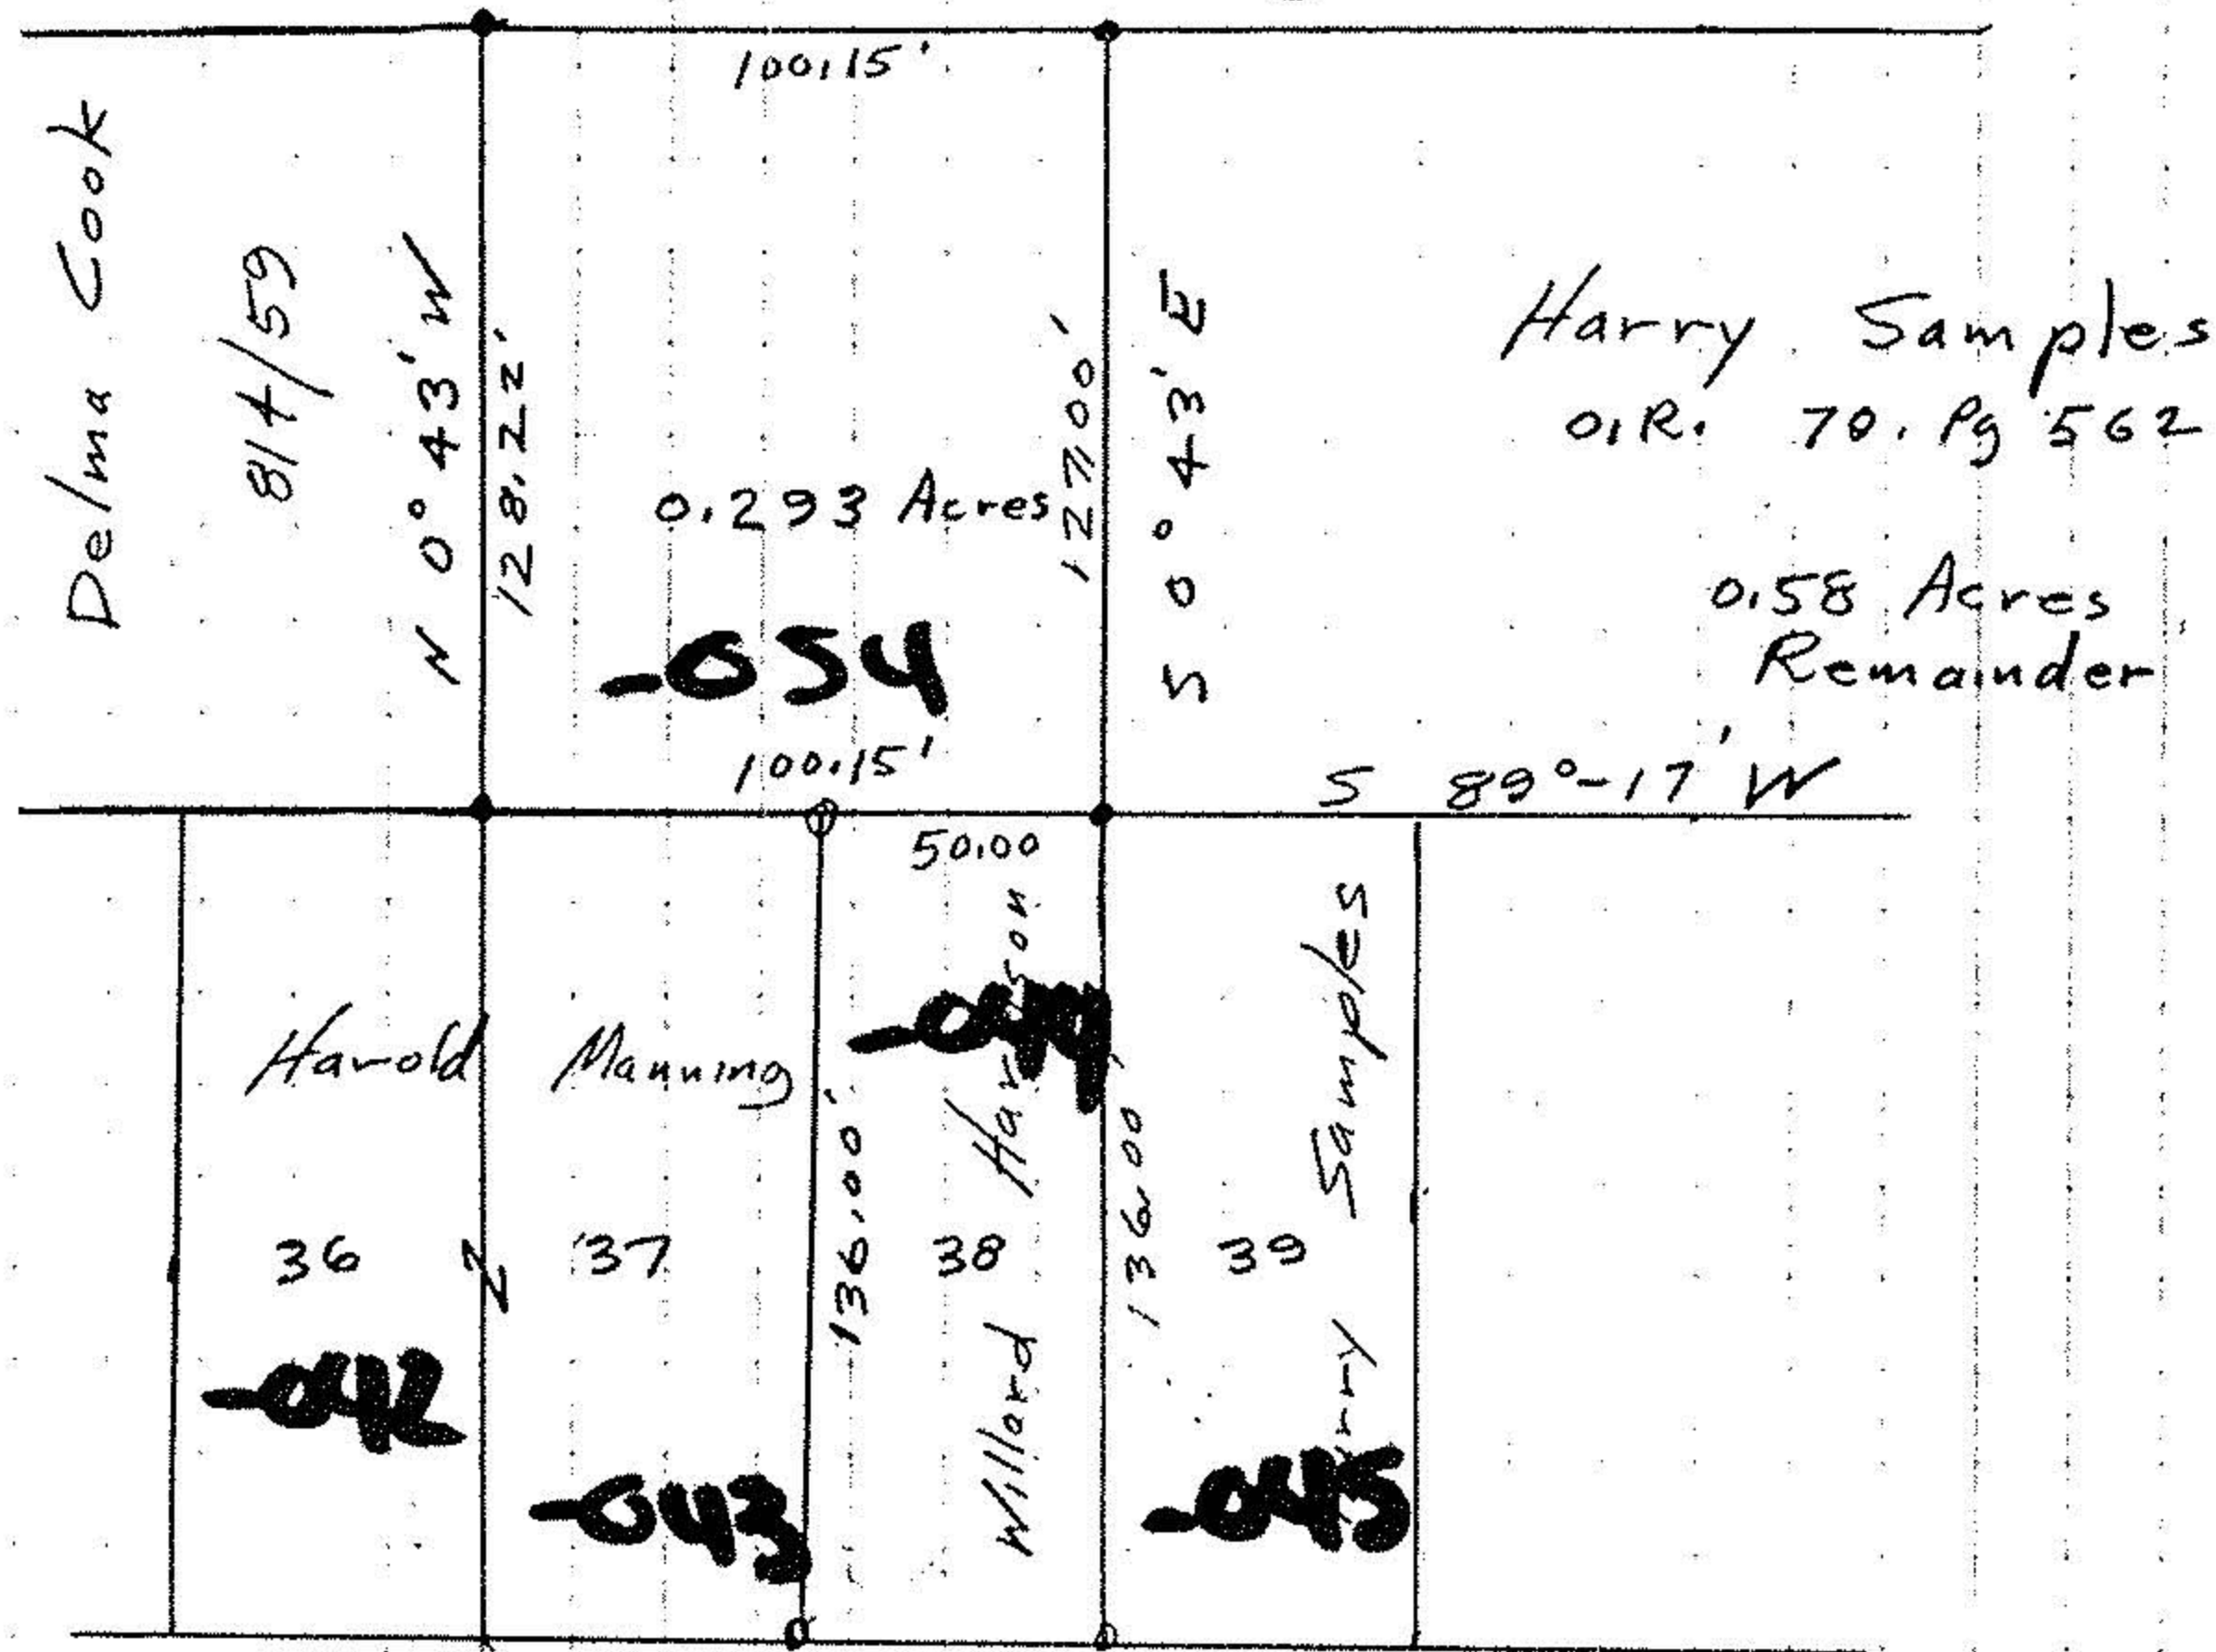 100.15'
Delma Cook
814/59
N 0° 43' W
128.22'
127.00'
S 0° 43' E
Harry Samples
O.R. 70. Pg 562
0.293 Acres
0.58 Acres
Remainder
-054
100.15'
S 89°-17' W
50.00
Harold Manning
136.00'
Willard
136.00'
Samples
36
37
38
39
-042
-043
-045